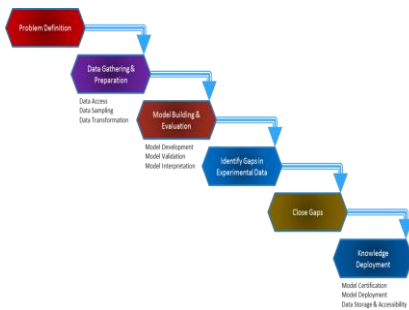 Problem Definition
Data Gathering &
Preparation
Data Access
Data Sampling
Data Transformation
Model Building &
Evaluation
Model Development
Model Validation
Model Interpretation
Identify Gaps in
Experimental Data
Close Gaps
Knowledge
Deployment
Model Certification
Model Deployment
Data Storage & Accessibility